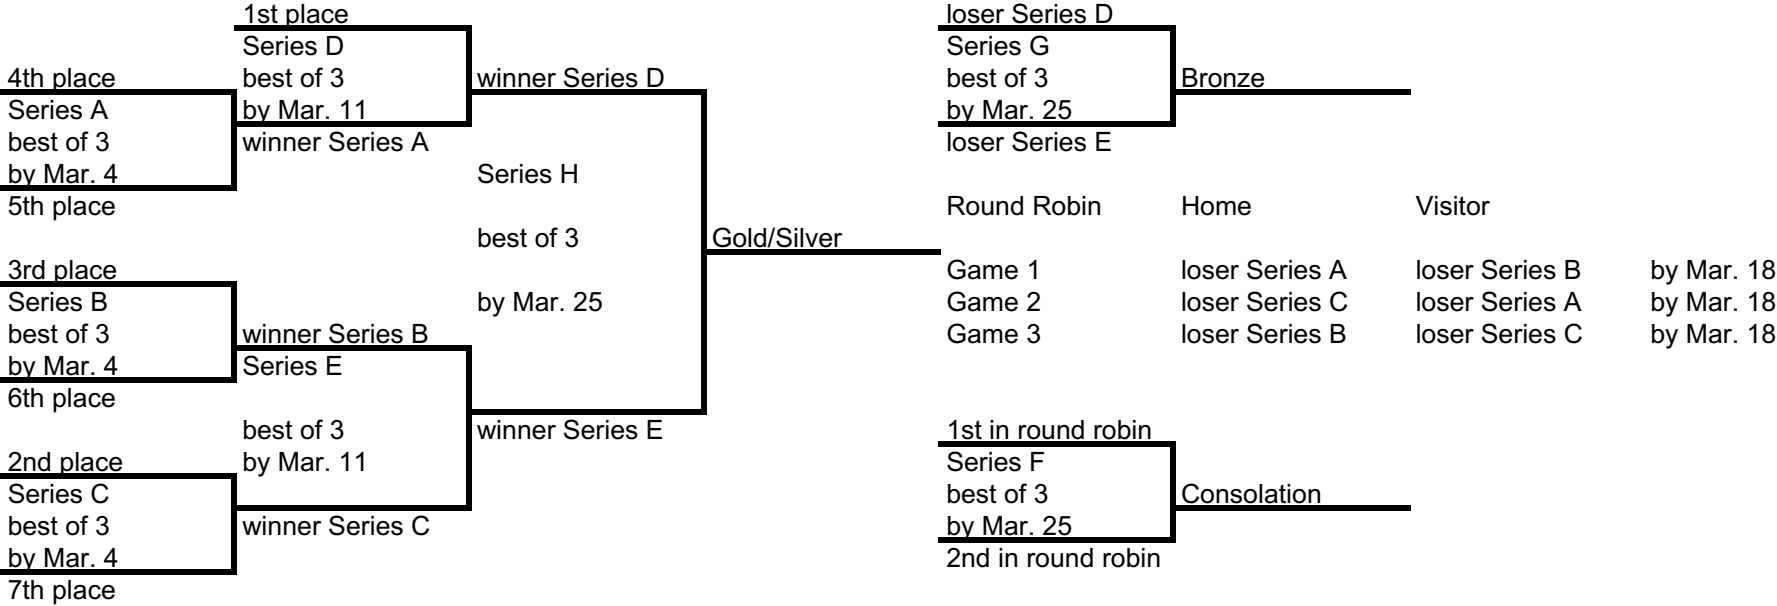 1st place
Series D
best of 3
by Mar. 11
winner Series A
4th place
Series A
best of 3
by Mar. 4
5th place
3rd place
Series B
best of 3
by Mar. 4
6th place
winner Series B
Series E
best of 3
by Mar. 11
winner Series C
2nd place
Series C
best of 3
by Mar. 4
7th place
winner Series D
Series H
best of 3
by Mar. 25
winner Series E
Gold/Silver
loser Series D
Series G
best of 3
by Mar. 25
loser Series E
Bronze
Round Robin Home Visitor
Game 1 loser Series A loser Series B by Mar. 18
Game 2 loser Series C loser Series A by Mar. 18
Game 3 loser Series B loser Series C by Mar. 18
1st in round robin
Series F
best of 3
by Mar. 25
2nd in round robin
Consolation